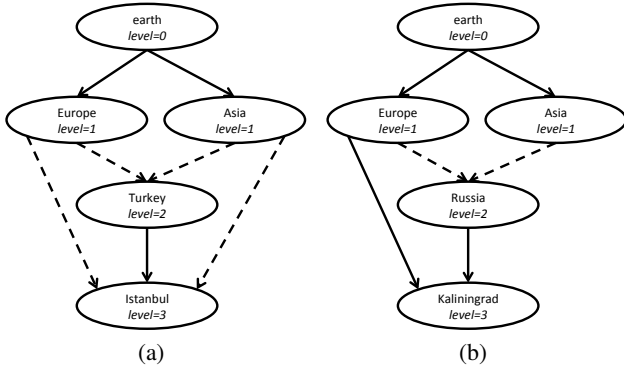 earth
level=0
Europe
level=1
Asia
level=1
Turkey
level=2
Istanbul
level=3
(a)
earth
level=0
Europe
level=1
Asia
level=1
Russia
level=2
Kaliningrad
level=3
(b)